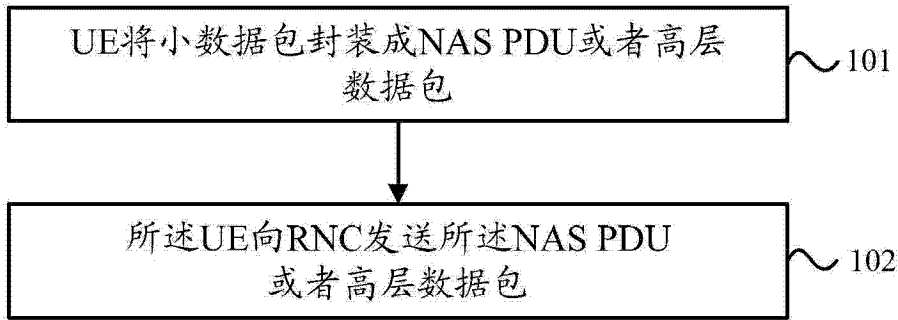 UE将小数据包封装成NAS PDU或者高层
数据包
101
所述UE向RNC发送所述NAS PDU
或者高层数据包
102